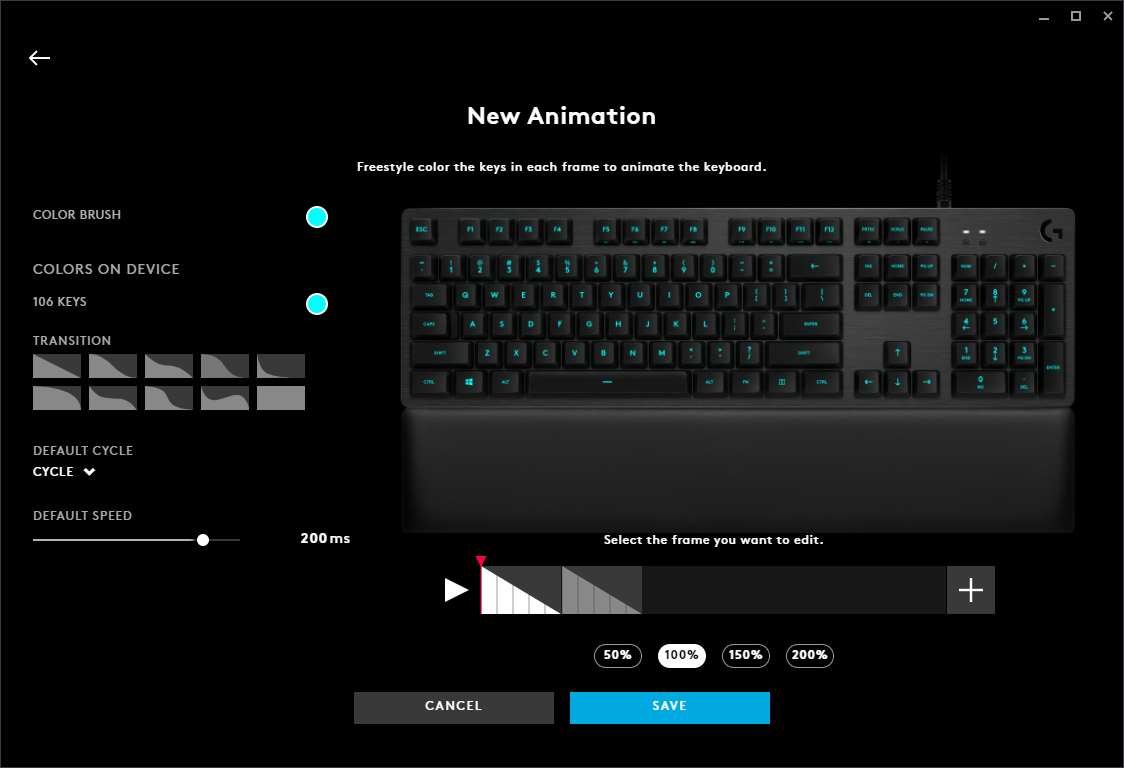 New Animation
Freestyle color the keys in each frame to animate the keyboard.
COLOR BRUSH
COLORS ON DEVICE
106 KEYS
TRANSITION
DEFAULT CYCLE
CYCLE
DEFAULT SPEED
200 ms
ESC F1 F2 F3 F4 F5 F6 F7 F8 F9 F10 F11 F12 PRTSC SCRLK PAUSE
! 1 @ 2 # 3 $ 4 % 5 6 & 7 * 8 ( 9 ) 0 - = ← INS HOME PG UP NUM / * -
TAB Q W E R T Y U I O P [ ] \ DEL END PG DN 7 HOME 8 ↑ 9 PG UP +
CAPS A S D F G H J K L ; ENTER 4 ← 5 6 →
SHIFT Z X C V B N M < , > . ? / SHIFT ↑ 1 END 2 ↓ 3 PG DN ENTER
CTRL ALT ALT FN CTRL ← ↓ → 0 INS . DEL
Select the frame you want to edit.
50% 100% 150% 200%
CANCEL SAVE